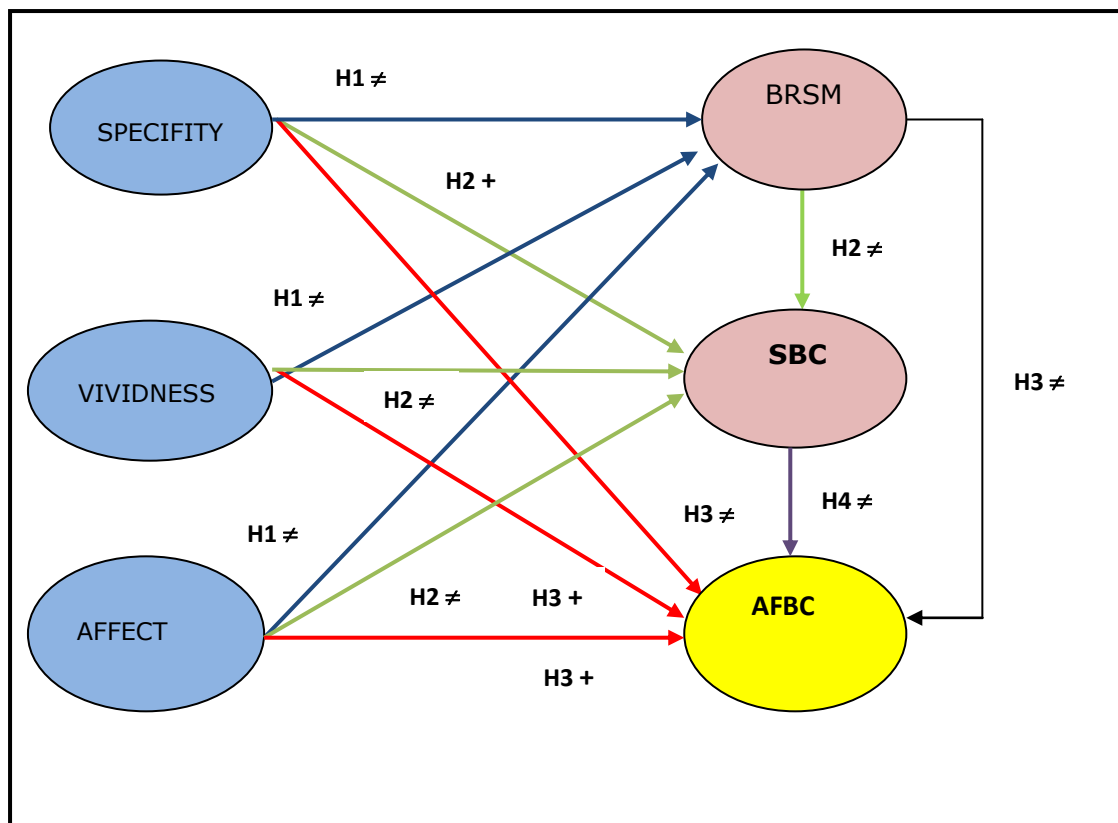 H1 ≠
BRSM
SPECIFITY
H2 +
H2 ≠
H1 ≠
SBC
VIVIDNESS
H2 ≠
H3 ≠
H3 ≠
H4 ≠
H1 ≠
H2 ≠
H3 +
AFBC
AFFECT
H3 +